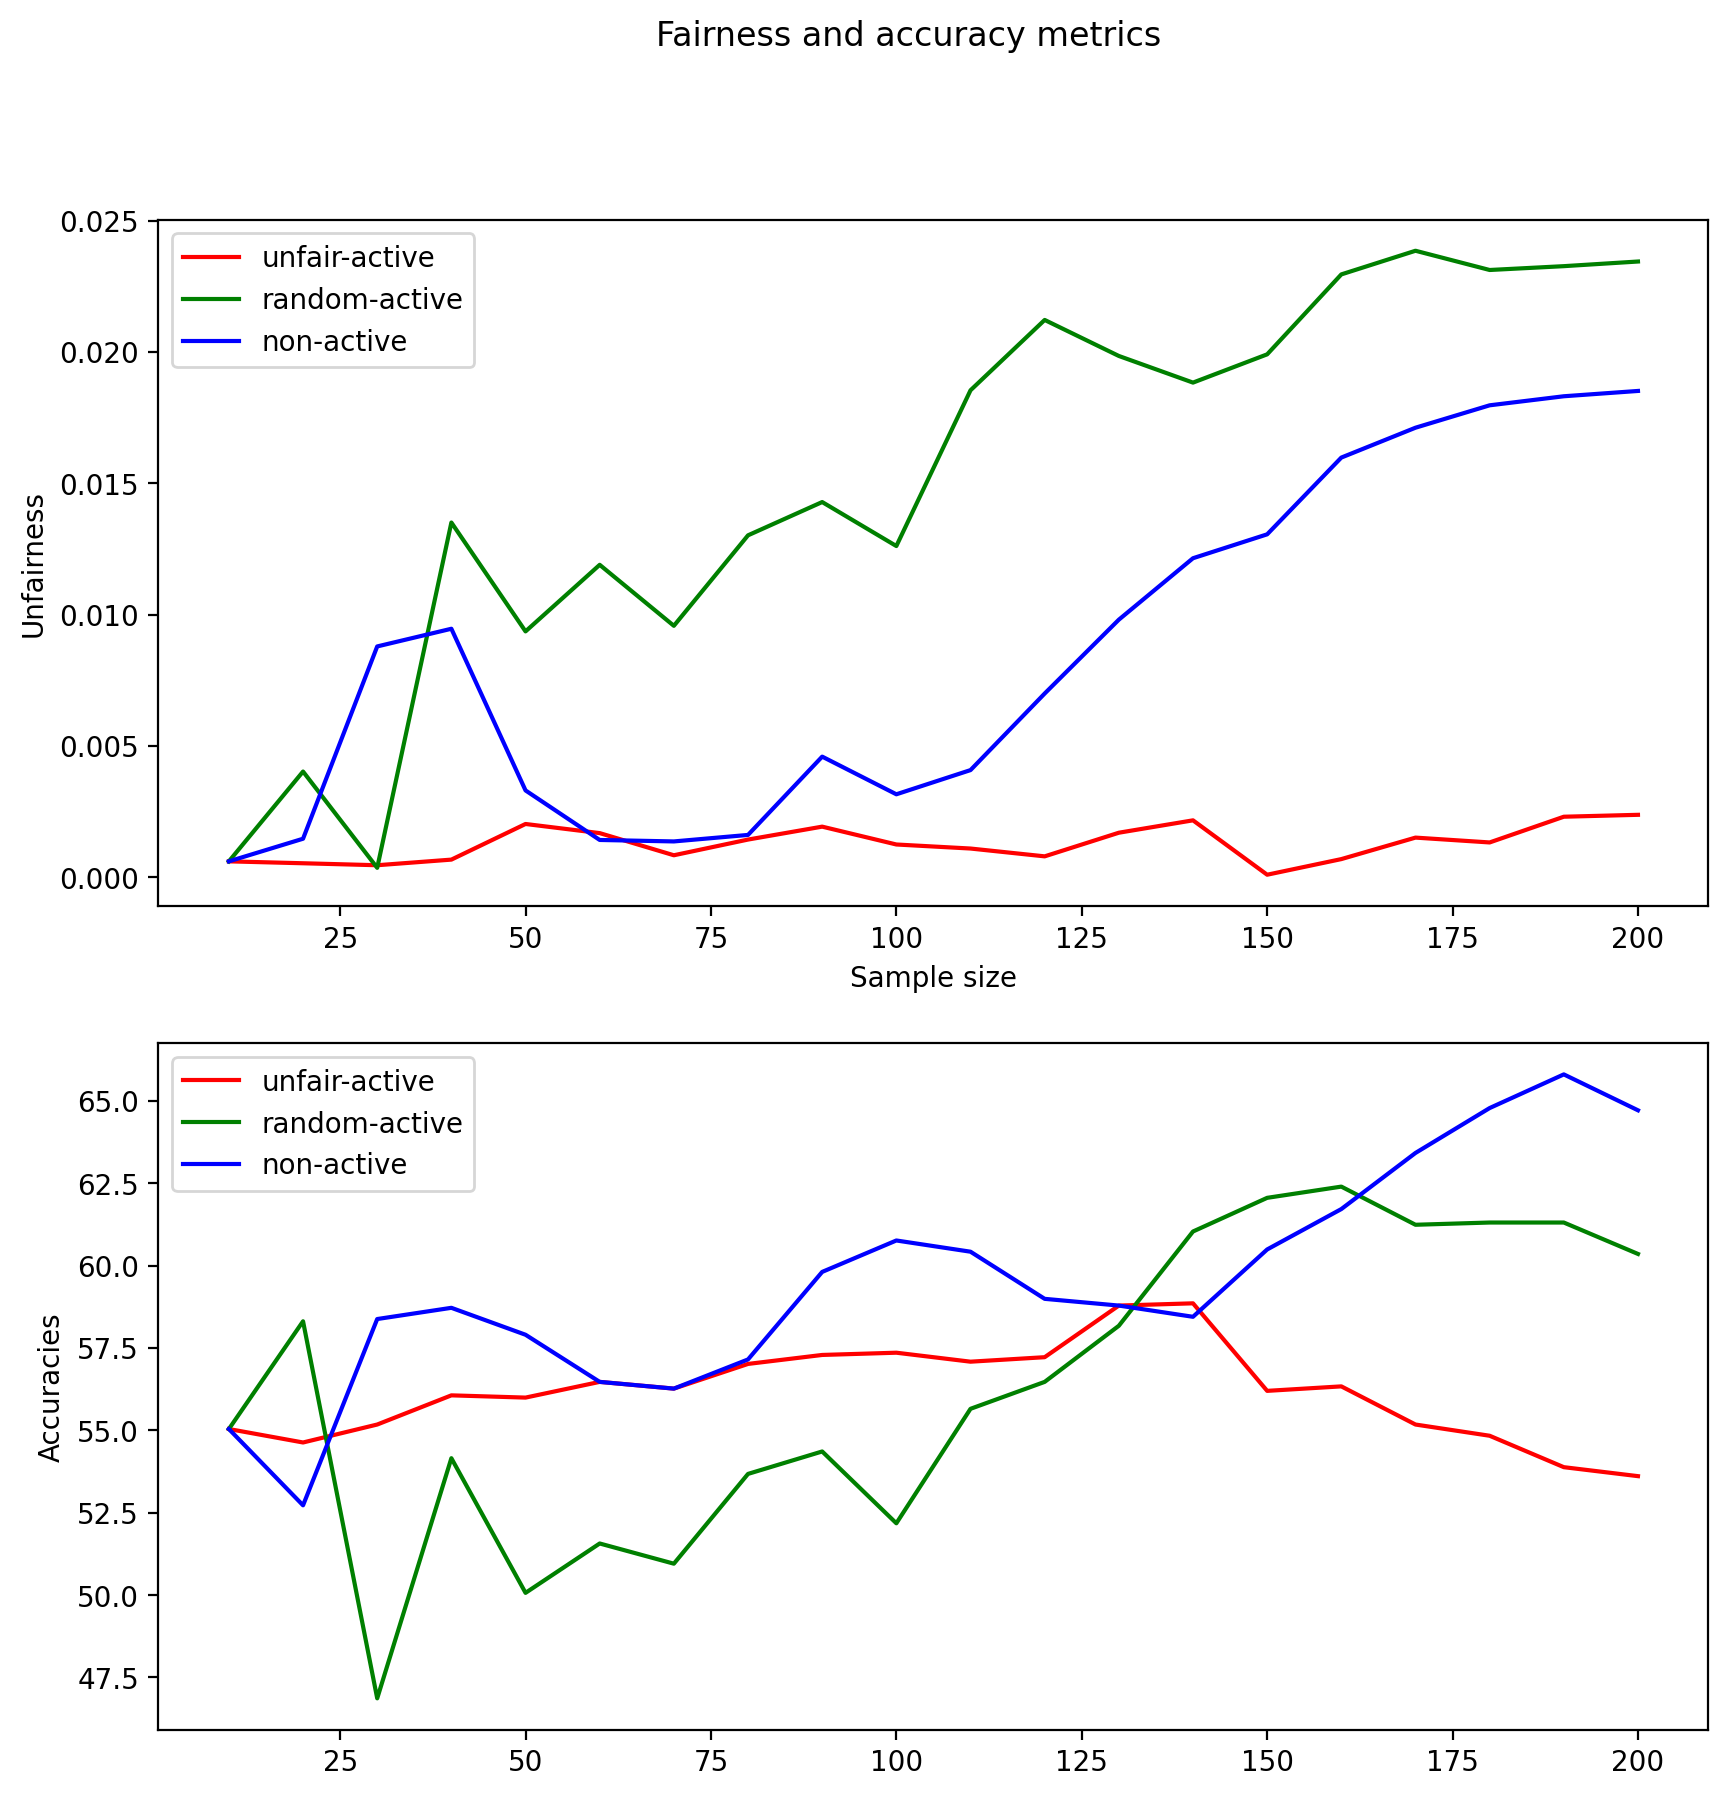 Fairness and accuracy metrics
0.025
0.020
0.015
0.010
0.005
0.000
Unfairness
unfair-active
random-active
non-active
25 50 75 100 125 150 175 200
Sample size
65.0
62.5
60.0
57.5
55.0
52.5
50.0
47.5
Accuracies
unfair-active
random-active
non-active
25 50 75 100 125 150 175 200